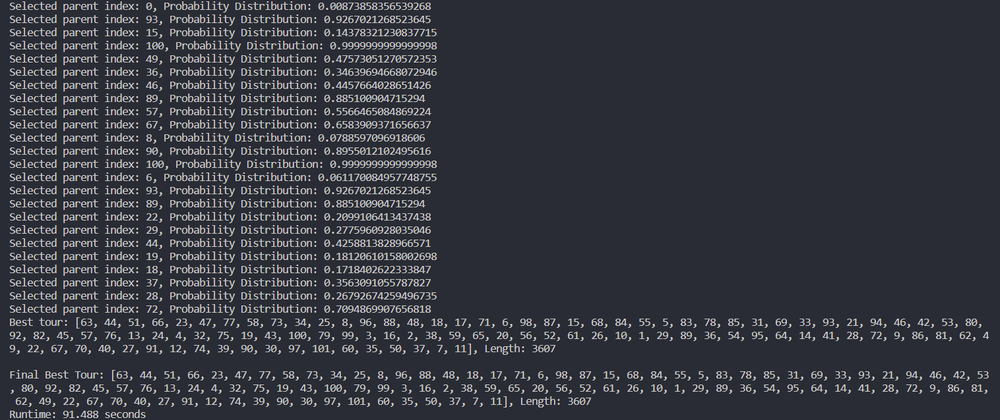 Selected parent index: 0, Probability Distribution: 0.00873858356539268
Selected parent index: 93, Probability Distribution: 0.9267021268523645
Selected parent index: 15, Probability Distribution: 0.14378321230837715
Selected parent index: 100, Probability Distribution: 0.9999999999999998
Selected parent index: 49, Probability Distribution: 0.47573051270572353
Selected parent index: 36, Probability Distribution: 0.34639694668072946
Selected parent index: 46, Probability Distribution: 0.4457664028651426
Selected parent index: 89, Probability Distribution: 0.885100904715294
Selected parent index: 57, Probability Distribution: 0.5566465084869224
Selected parent index: 67, Probability Distribution: 0.6583909371656637
Selected parent index: 8, Probability Distribution: 0.0788597096918606
Selected parent index: 90, Probability Distribution: 0.8955012102495616
Selected parent index: 100, Probability Distribution: 0.9999999999999998
Selected parent index: 6, Probability Distribution: 0.061170084957748755
Selected parent index: 93, Probability Distribution: 0.9267021268523645
Selected parent index: 89, Probability Distribution: 0.885100904715294
Selected parent index: 22, Probability Distribution: 0.2099106413437438
Selected parent index: 29, Probability Distribution: 0.2775960928035046
Selected parent index: 44, Probability Distribution: 0.4258813828966571
Selected parent index: 19, Probability Distribution: 0.18120610158002698
Selected parent index: 18, Probability Distribution: 0.1718402622333847
Selected parent index: 37, Probability Distribution: 0.3563091055787827
Selected parent index: 28, Probability Distribution: 0.26792674259496735
Selected parent index: 72, Probability Distribution: 0.7094869907656818
Best tour: [63, 44, 51, 66, 23, 47, 77, 58, 73, 34, 25, 8, 96, 88, 48, 18, 17, 71, 6, 98, 87, 15, 68, 84, 55, 5, 83, 78, 85, 31, 69, 33, 93, 21, 94, 46, 42, 53, 80,
92, 82, 45, 57, 76, 13, 24, 4, 32, 75, 19, 43, 100, 79, 99, 3, 16, 2, 38, 59, 65, 20, 56, 52, 61, 26, 10, 1, 29, 89, 36, 54, 95, 64, 14, 41, 28, 72, 9, 86, 81, 62, 4
9, 22, 67, 70, 40, 27, 91, 12, 74, 39, 90, 30, 97, 101, 60, 35, 50, 37, 7, 11], Length: 3607
Final Best Tour: [63, 44, 51, 66, 23, 47, 77, 58, 73, 34, 25, 8, 96, 88, 48, 18, 17, 71, 6, 98, 87, 15, 68, 84, 55, 5, 83, 78, 85, 31, 69, 33, 93, 21, 94, 46, 42, 53
, 80, 92, 82, 45, 57, 76, 13, 24, 4, 32, 75, 19, 43, 100, 79, 99, 3, 16, 2, 38, 59, 65, 20, 56, 52, 61, 26, 10, 1, 29, 89, 36, 54, 95, 64, 14, 41, 28, 72, 9, 86, 81,
62, 49, 22, 67, 70, 40, 27, 91, 12, 74, 39, 90, 30, 97, 101, 60, 35, 50, 37, 7, 11], Length: 3607
Runtime: 91.488 seconds